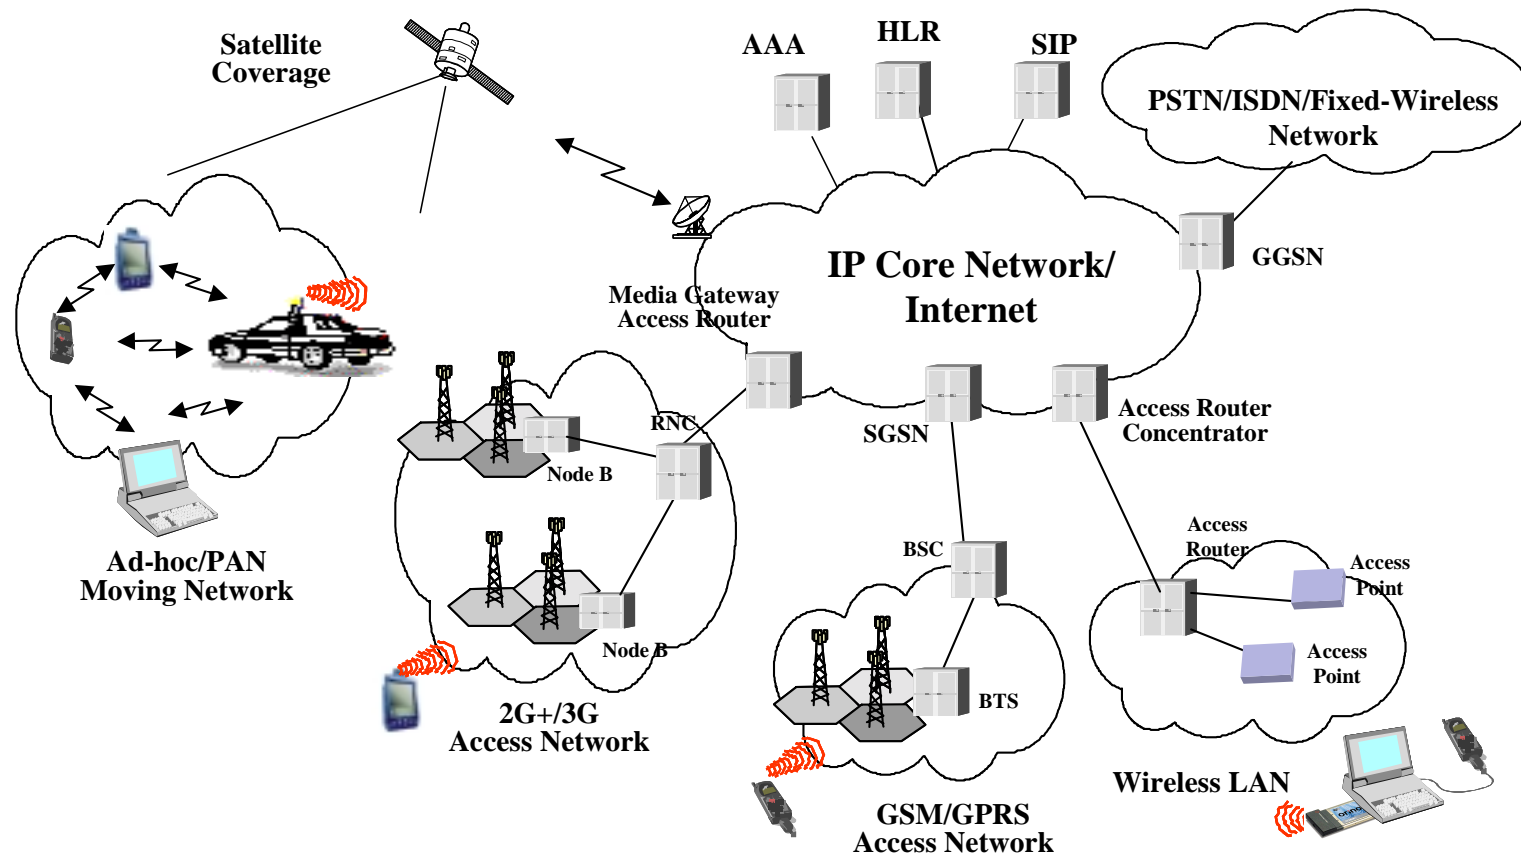 Satellite
Coverage
AAA
HLR
SIP
PSTN/ISDN/Fixed-Wireless
Network
IP Core Network/
Internet
GGSN
Media Gateway
Access Router
RNC
Node B
Node B
SGSN
Access Router
Concentrator
Ad-hoc/PAN
Moving Network
BSC
Access
Router
Access
Point
Access
Point
BTS
2G+/3G
Access Network
GSM/GPRS
Access Network
Wireless LAN